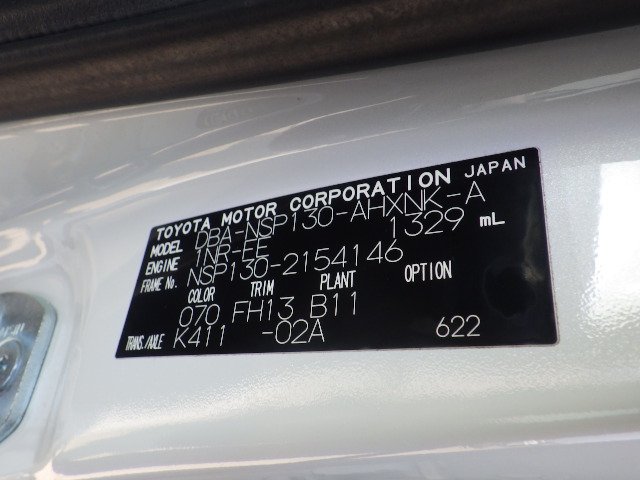 TOYOTA MOTOR CORPORATION JAPAN
MODEL DBA-NSP130-AHXNK-A
ENGINE 1NR-EE 1329 mL
FRAME No. NSP130-2154146
COLOR TRIM PLANT OPTION
070 FH13 B11
TRANS./AXLE K411 -02A 622